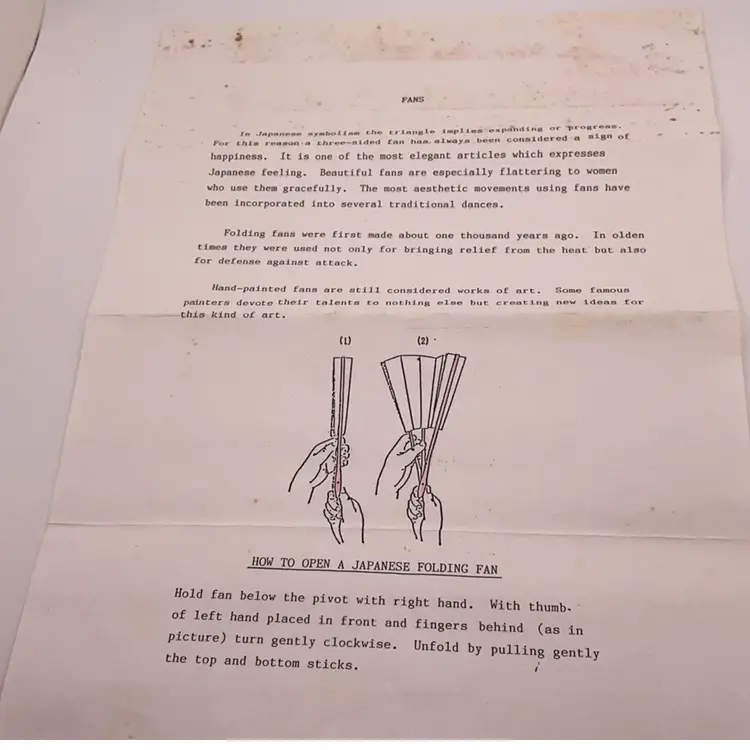 FANS
In Japanese symbolism the triangle implies expanding or progress.
For this reason a three-sided fan has always been considered a sign of
happiness. It is one of the most elegant articles which expresses
Japanese feeling. Beautiful fans are especially flattering to women
who use them gracefully. The most aesthetic movements using fans have
been incorporated into several traditional dances.
Folding fans were first made about one thousand years ago. In olden
times they were used not only for bringing relief from the heat but also
for defense against attack.
Hand-painted fans are still considered works of art. Some famous
painters devote their talents to nothing else but creating new ideas for
this kind of art.
(1) (2)
HOW TO OPEN A JAPANESE FOLDING FAN
Hold fan below the pivot with right hand. With thumb
of left hand placed in front and fingers behind (as in
picture) turn gently clockwise. Unfold by pulling gently
the top and bottom sticks.